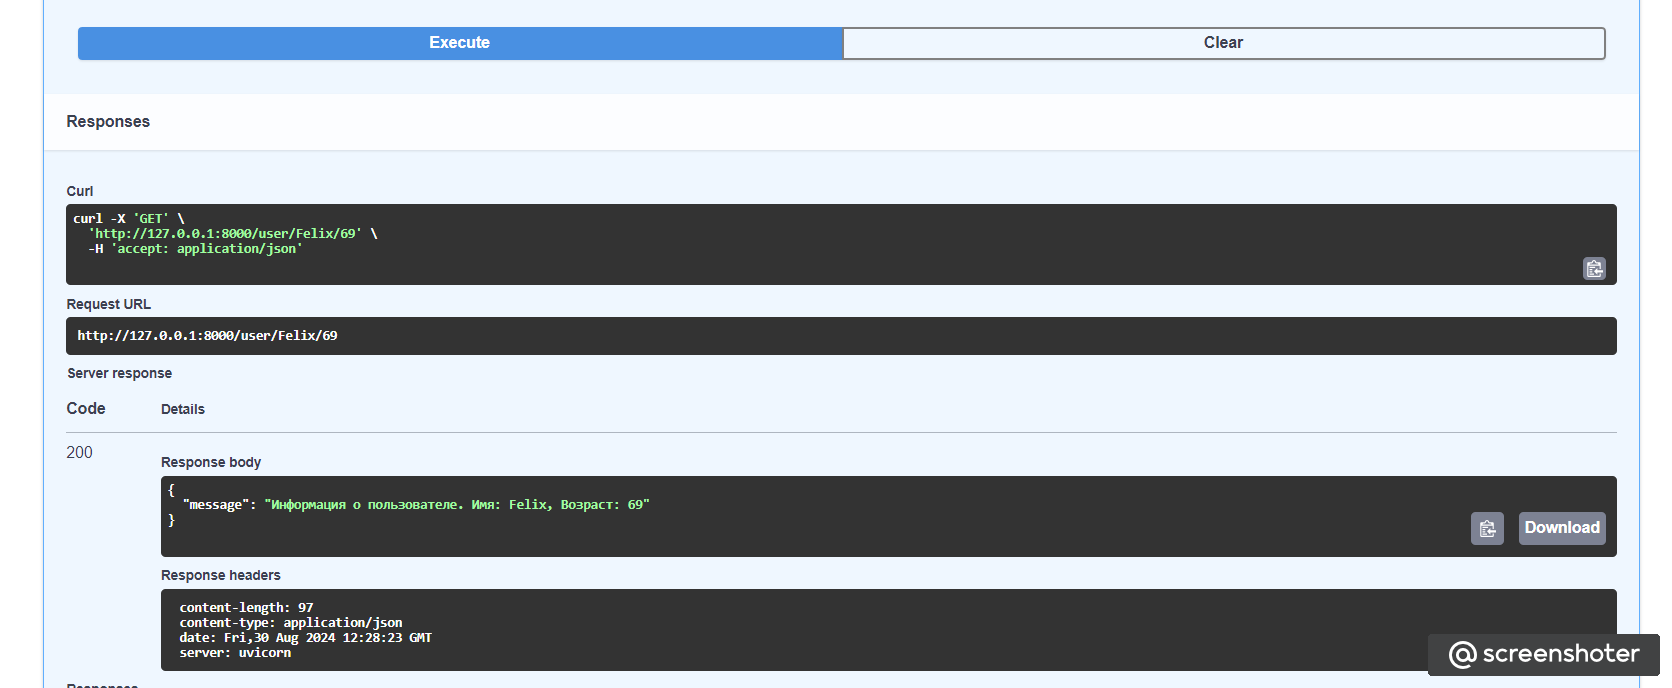 Execute
Clear
Responses
Curl
curl -X 'GET' \
'http://127.0.0.1:8000/user/Felix/69' \
-H 'accept: application/json'
Request URL
http://127.0.0.1:8000/user/Felix/69
Server response
Code
Details
200
Response body
{
"message": "Информация о пользователе. Имя: Felix, Возраст: 69"
}
Download
Response headers
content-length: 97
content-type: application/json
date: Fri,30 Aug 2024 12:28:23 GMT
server: uvicorn
@screenshoter
Responses